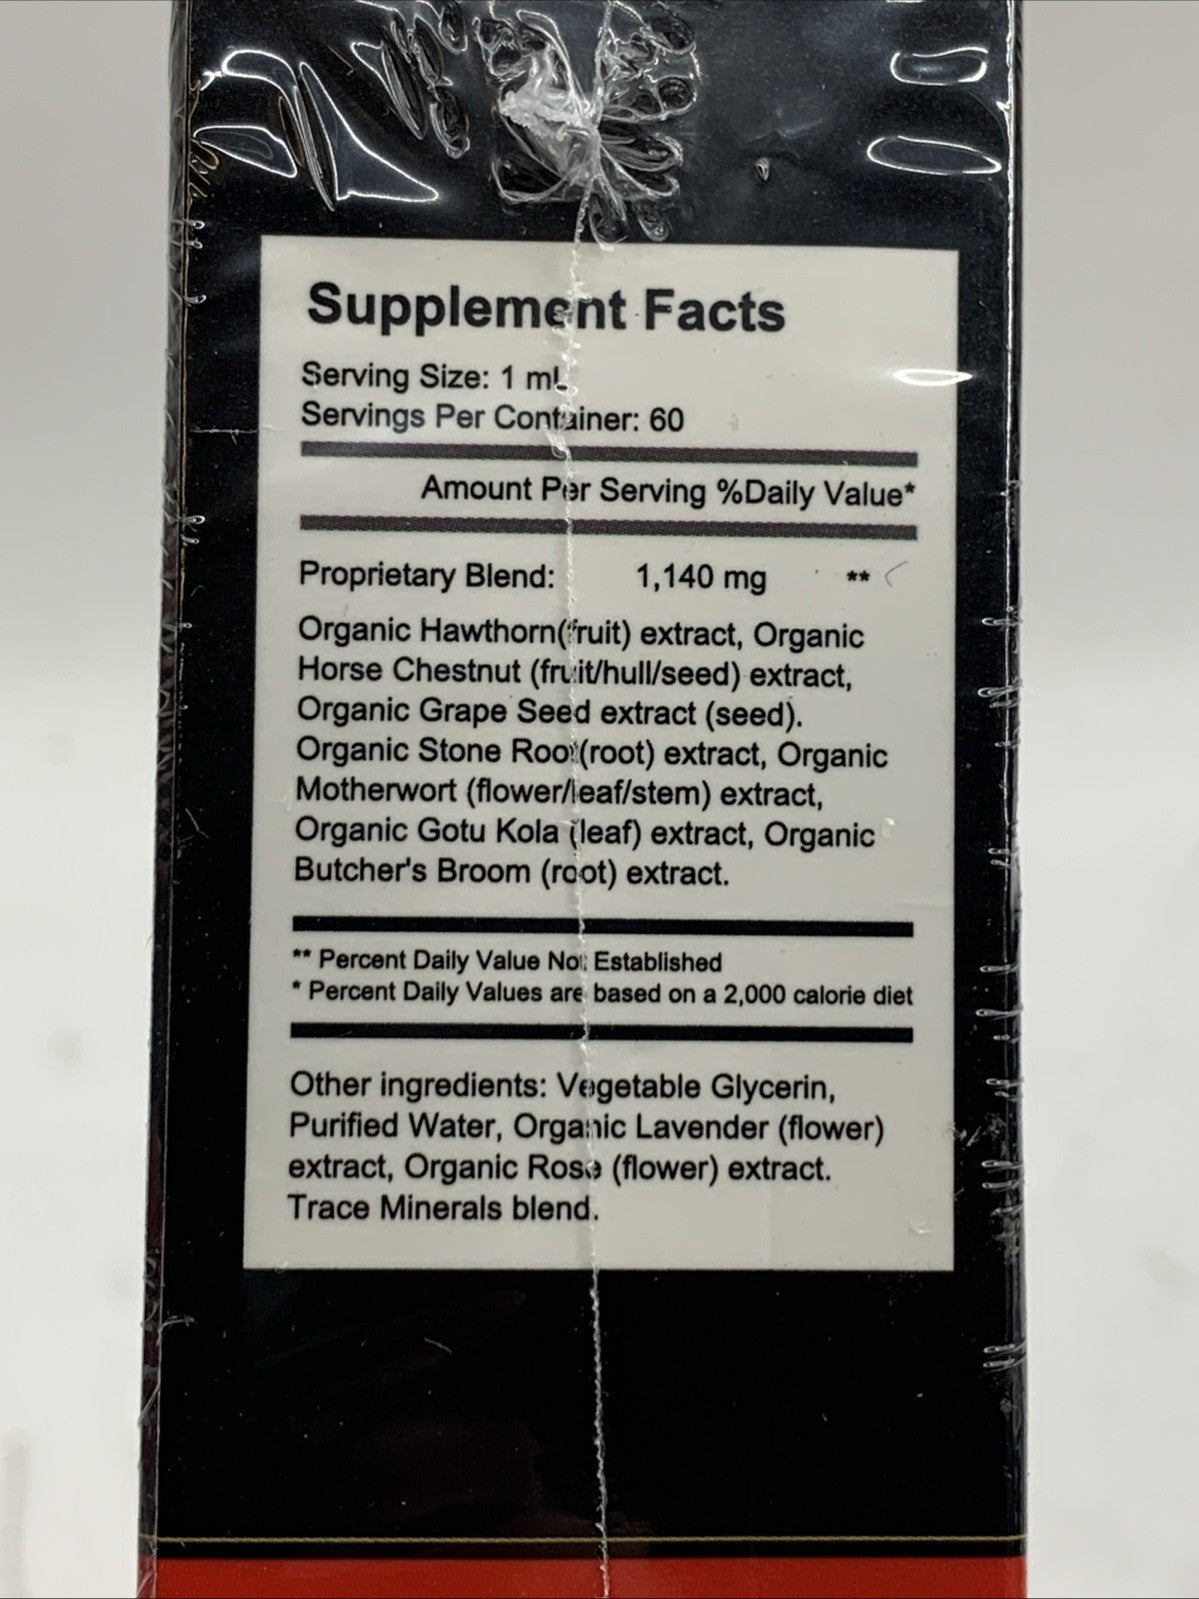 Supplement Facts
Serving Size: 1 mL
Servings Per Container: 60
Amount Per Serving %Daily Value*
Proprietary Blend: 1,140 mg **
Organic Hawthorn(fruit) extract, Organic
Horse Chestnut (fruit/hull/seed) extract,
Organic Grape Seed extract (seed).
Organic Stone Root(root) extract, Organic
Motherwort (flower/leaf/stem) extract,
Organic Gotu Kola (leaf) extract, Organic
Butcher's Broom (root) extract.
** Percent Daily Value Not Established
* Percent Daily Values are based on a 2,000 calorie diet
Other ingredients: Vegetable Glycerin,
Purified Water, Organic Lavender (flower)
extract, Organic Rose (flower) extract.
Trace Minerals blend.